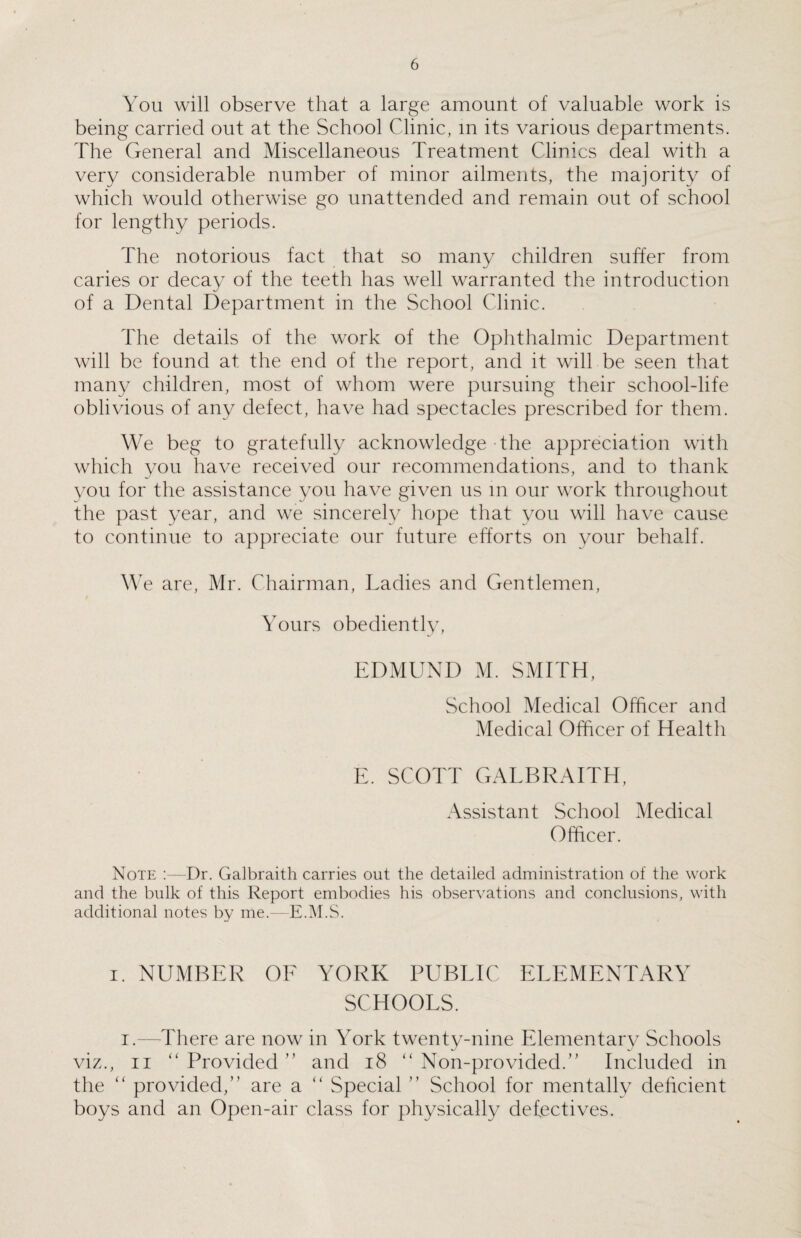 6
You will observe that a large amount of valuable work is
being carried out at the School Clinic, in its various departments.
The General and Miscellaneous Treatment Clinics deal with a
very considerable number of minor ailments, the majority of
which would otherwise go unattended and remain out of school
for lengthy periods.
The notorious fact that so many children suffer from
caries or decay of the teeth has well warranted the introduction
of a Dental Department in the School Clinic.
The details of the work of the Ophthalmic Department
will be found at the end of the report, and it will be seen that
many children, most of whom were pursuing their school-life
oblivious of any defect, have had spectacles prescribed for them.
We beg to gratefully acknowledge the appreciation with
which you have received our recommendations, and to thank
you for the assistance you have given us in our work throughout
the past year, and we sincerely hope that you will have cause
to continue to appreciate our future efforts on your behalf.
We are, Mr. Chairman, Ladies and Gentlemen,
Yours obediently,
EDMUND M. SMITH,
School Medical Officer and
Medical Officer of Health
E. SCOTT GALBRAITH,
Assistant School Medical
Officer.
NOTE :—Dr. Galbraith carries out the detailed administration of the work
and the bulk of this Report embodies his observations and conclusions, with
additional notes by me.—E.M.S.
1. NUMBER OF YORK PUBLIC ELEMENTARY
SCHOOLS.
1.—There are now in York twenty-nine Elementary Schools
viz., 11 “ Provided ” and 18 “ Non-provided.” Included in
the “ provided,” are a “ Special ” School for mentally deficient
boys and an Open-air class for physically defectives.